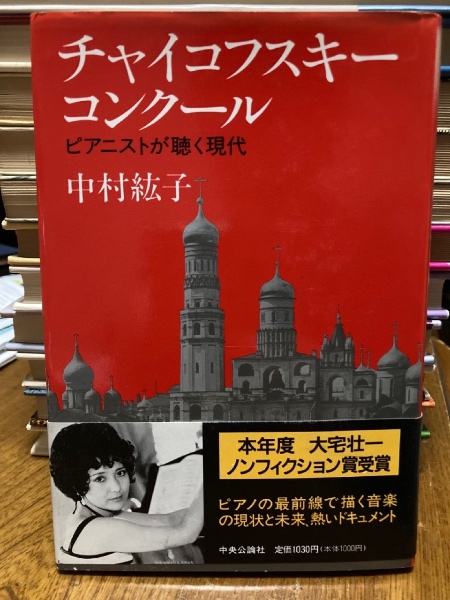 チャイコフスキー
コンクール
ピアニストが聴く現代
中村紘子
本年度 大宅壮一
ノンフィクション賞受賞
ピアノの最前線で描く音楽
の現状と未来、熱いドキュメント
中央公論社 定価1030円(本体1000円)